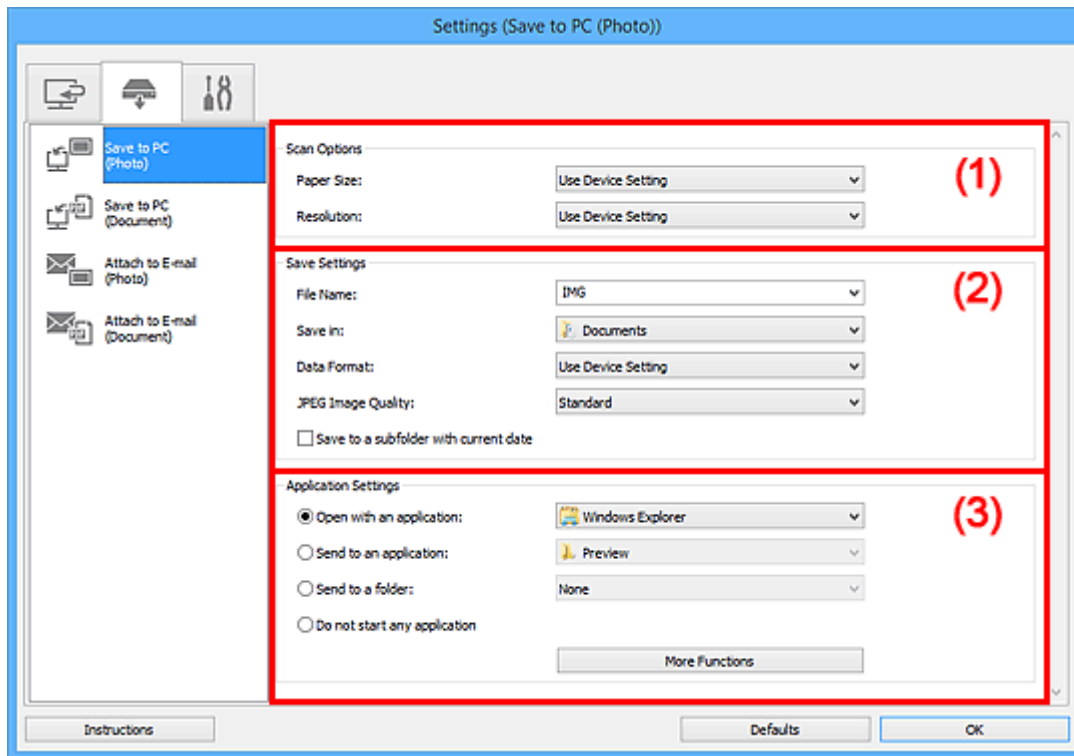 Settings (Save to PC (Photo))
Save to PC
(Photo)
Save to PC
(Document)
Attach to E-mail
(Photo)
Attach to E-mail
(Document)
Scan Options
(1)
Paper Size: Use Device Setting
Resolution: Use Device Setting
Save Settings
(2)
File Name: IMG
Save in: Documents
Data Format: Use Device Setting
JPEG Image Quality: Standard
Save to a subfolder with current date
Application Settings
(3)
Open with an application: Windows Explorer
Send to an application: Preview
Send to a folder: None
Do not start any application
More Functions
Instructions Defaults OK